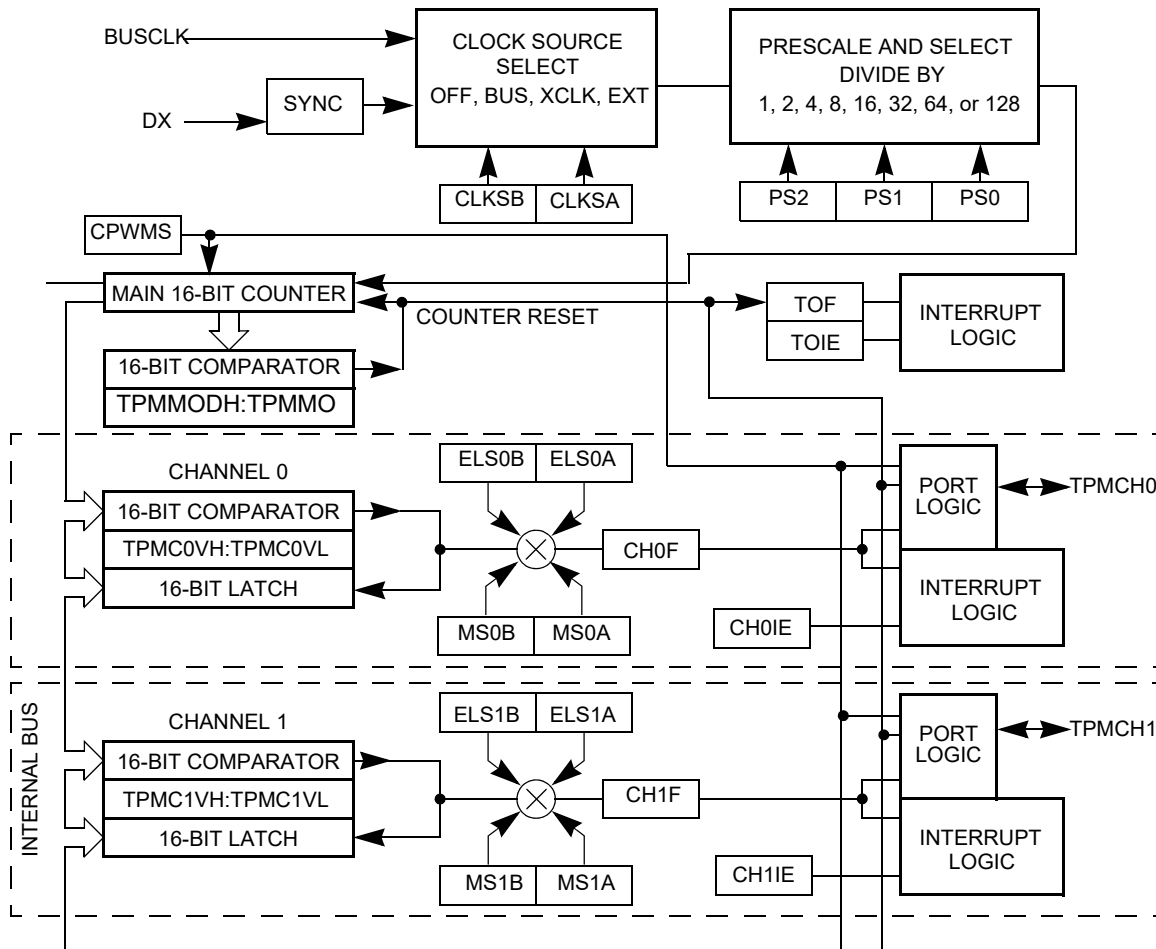 BUSCLK
CLOCK SOURCE
SELECT
OFF, BUS, XCLK, EXT
PRESCALE AND SELECT
DIVIDE BY
1, 2, 4, 8, 16, 32, 64, or 128
SYNC
DX
CLKSB
CLKSA
PS2
PS1
PS0
CPWMS
MAIN 16-BIT COUNTER
COUNTER RESET
TOF
TOIE
INTERRUPT
LOGIC
16-BIT COMPARATOR
TPMMODH:TPMMO
CHANNEL 0
ELS0B
ELS0A
PORT
LOGIC
TPMCH0
16-BIT COMPARATOR
TPMC0VH:TPMC0VL
16-BIT LATCH
CH0F
INTERRUPT
LOGIC
MS0B
MS0A
CH0IE
INTERNAL BUS
CHANNEL 1
ELS1B
ELS1A
PORT
LOGIC
TPMCH1
16-BIT COMPARATOR
TPMC1VH:TPMC1VL
16-BIT LATCH
CH1F
INTERRUPT
LOGIC
MS1B
MS1A
CH1IE